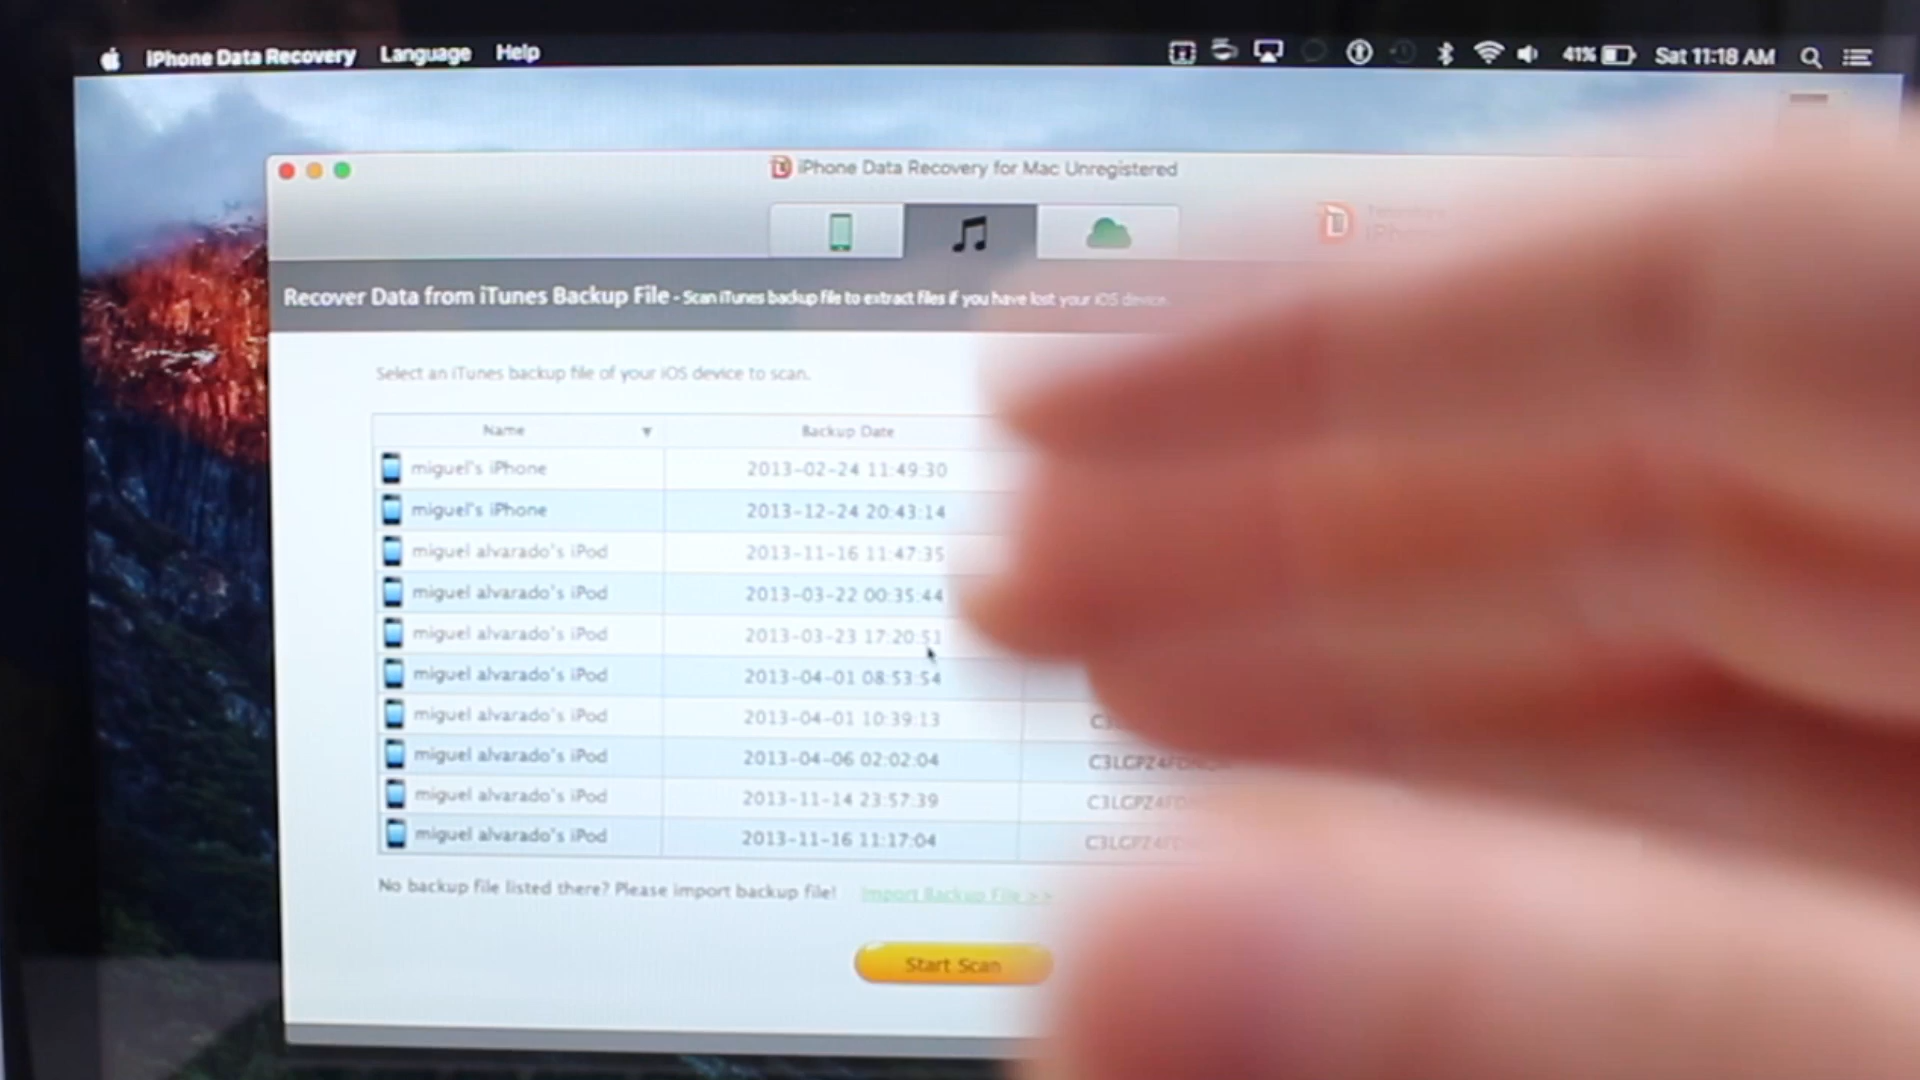 iPhone Data Recovery Language Help 41% Sat 11:18 AM
iPhone Data Recovery for Mac Unregistered
Recover Data from iTunes Backup File - Scan iTunes backup file to extract files if you have lost your iOS device.
Select an iTunes backup file of your iOS device to scan.
Name Backup Date
miguel's iPhone 2013-02-24 11:49:30
miguel's iPhone 2013-12-24 20:43:14
miguel alvarado's iPod 2013-11-16 11:47:35
miguel alvarado's iPod 2013-03-22 00:35:44
miguel alvarado's iPod 2013-03-23 17:20:51
miguel alvarado's iPod 2013-04-01 08:53:54
miguel alvarado's iPod 2013-04-01 10:39:13
miguel alvarado's iPod 2013-04-06 02:02:04
miguel alvarado's iPod 2013-11-14 23:57:39
miguel alvarado's iPod 2013-11-16 11:17:04
No backup file listed there? Please import backup file! Import Backup File >>
Start Scan